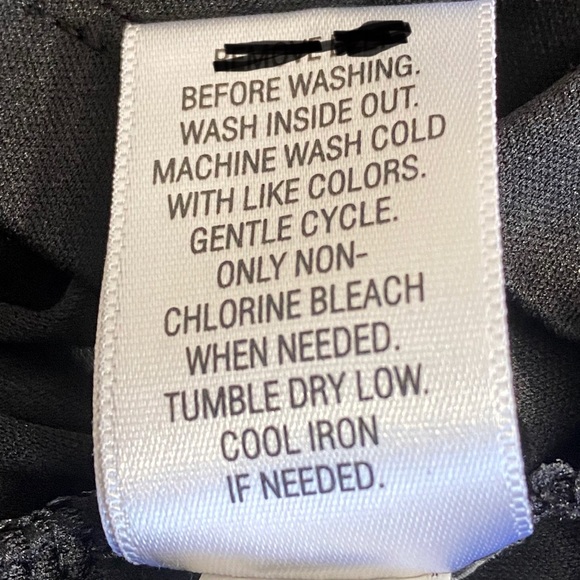 BEFORE WASHING.
WASH INSIDE OUT.
MACHINE WASH COLD
WITH LIKE COLORS.
GENTLE CYCLE.
ONLY NON-
CHLORINE BLEACH
WHEN NEEDED.
TUMBLE DRY LOW.
COOL IRON
IF NEEDED.